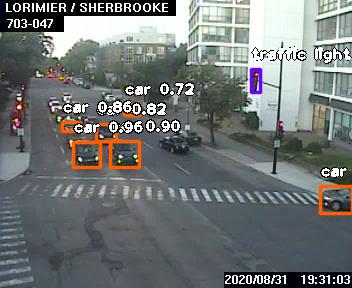 LORIMIER / SHERBROOKE
703-047
traffic light
car 0.72
car 0.86
0.82
car 0.96
0.90
car
2020/08/31 19:31:03